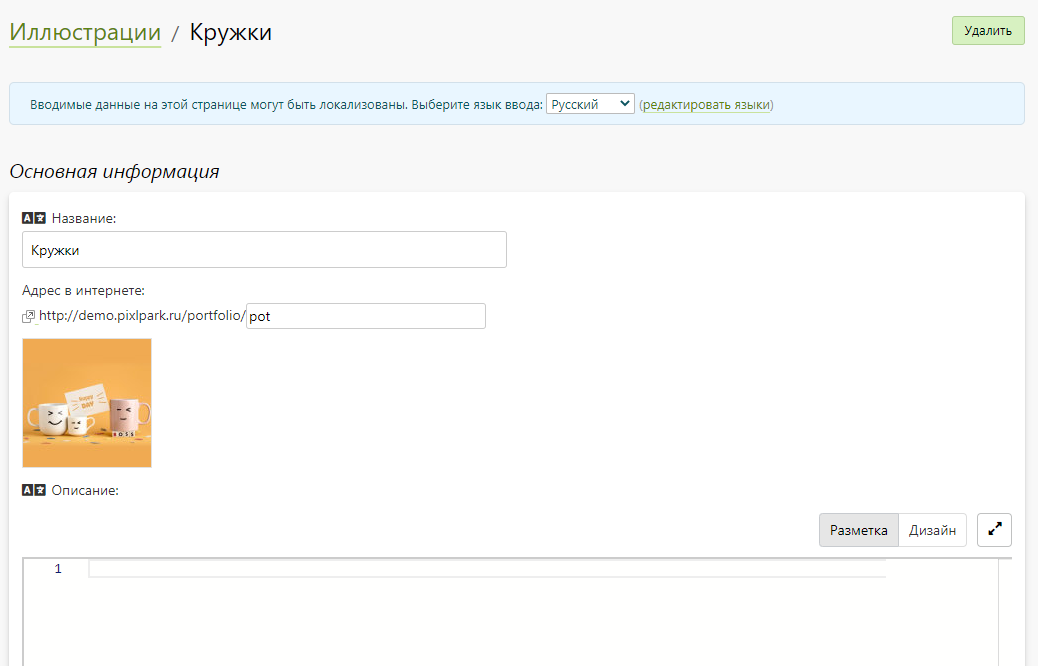 Иллюстрации / Кружки
Удалить
Вводимые данные на этой странице могут быть локализованы. Выберите язык ввода: Русский (редактировать языки)
Основная информация
Название:
Кружки
Адрес в интернете:
http://demo.pixlpark.ru/portfolio/pot
DAY
BOSS
Описание:
Разметка Дизайн
1